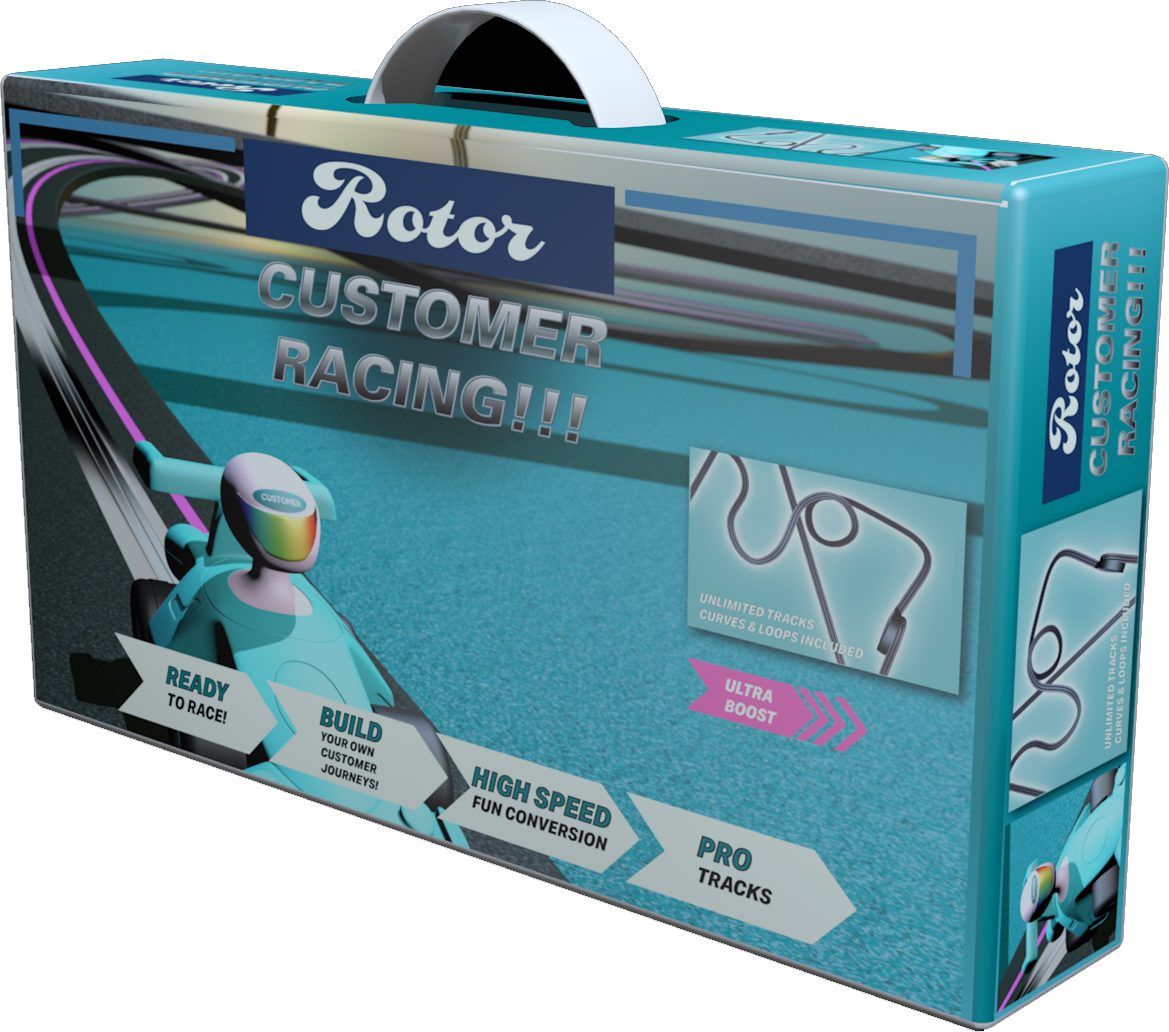 Rotor
CUSTOMER
RACING!!!
CUSTOMER
READY
TO RACE!
BUILD
YOUR OWN
CUSTOMER
JOURNEYS!
HIGH SPEED
FUN CONVERSION
PRO
TRACKS
UNLIMITED TRACKS
CURVES & LOOPS INCLUDED
ULTRA
BOOST
Rotor
CUSTOMER
RACING!!!
UNLIMITED TRACKS
CURVES & LOOPS INCLUDED
Rotor